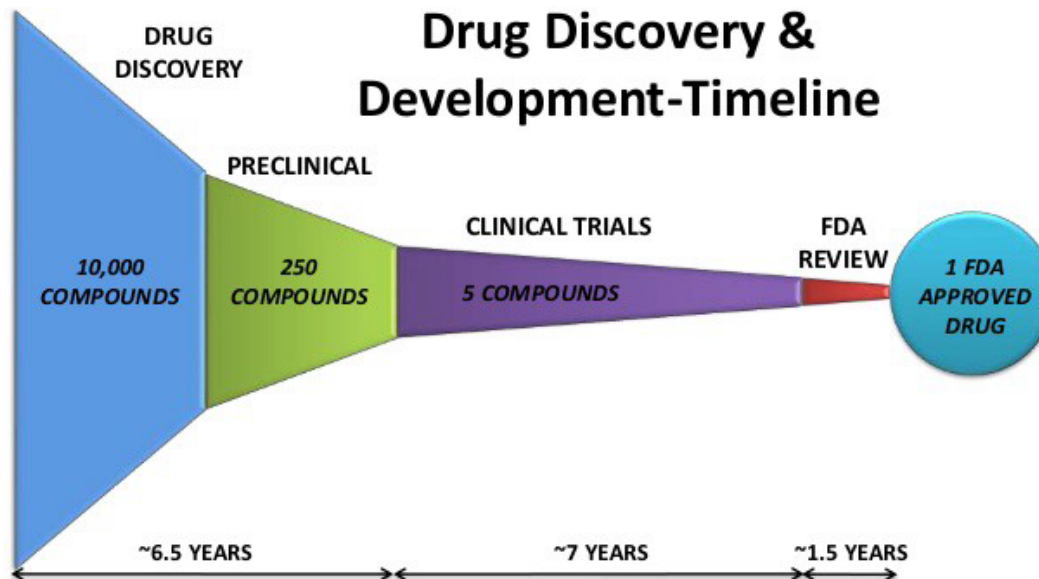 Drug Discovery &
Development-Timeline
DRUG
DISCOVERY
PRECLINICAL
CLINICAL TRIALS
FDA
REVIEW
10,000
COMPOUNDS
250
COMPOUNDS
5 COMPOUNDS
1 FDA
APPROVED
DRUG
~6.5 YEARS
~7 YEARS
~1.5 YEARS